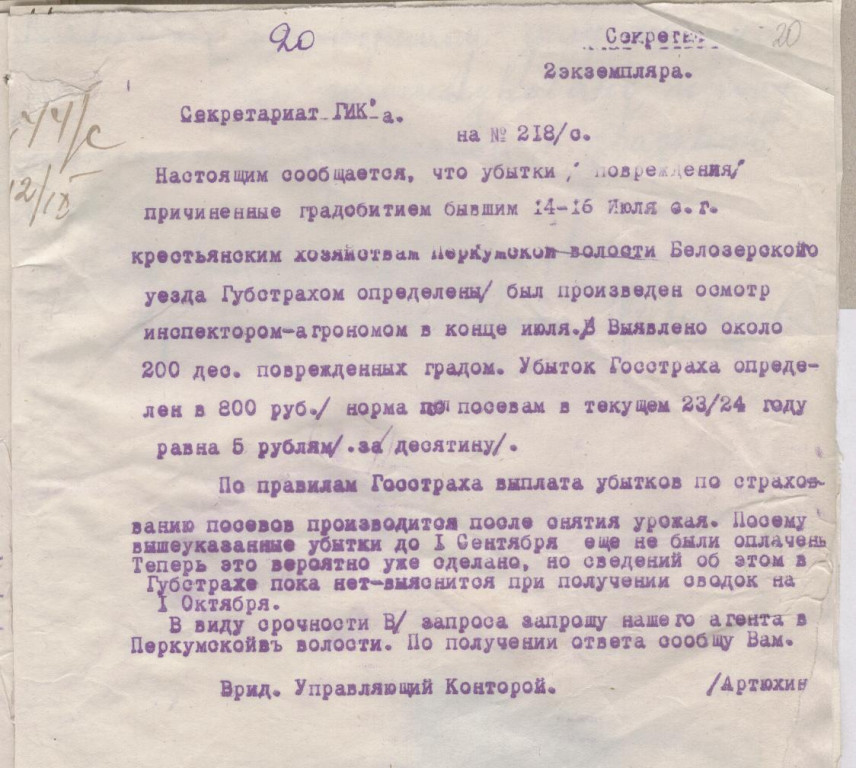 20
20
Секретн
2экземпляра.
Секретариат ГИК'а.
на № 218/с.
44/с
12/IX
Настоящим сообщается, что убытки / повреждения/
причиненные градобитием бывшим 14-16 Июля с.г.
крестьянским хозяйствам Перкумской волости Белозерского
уезда Губстрахом определены/ был произведен осмотр
инспектором-агрономом в конце июля./ Выявлено около
200 дес. поврежденных градом. Убыток Госстраха опреде-
лен в 800 руб./ норма по посевам в текущем 23/24 году
равна 5 рублям/.за десятину/.
По правилам Госстраха выплата убытков по страхо-
ванию посевов производится после снятия урожая. Посему
вышеуказанные убытки до I Сентября еще не были оплачены
Теперь это вероятно уже сделано, но сведений об этом в
Губстрахе пока нет-выяснится при получении сводок на
I Октября.
В виду срочности В/ запроса запрошу нашего агента в
Перкумскойвъ волости. По получении ответа сообщу Вам.
Врид. Управляющий Конторой. /Артюхин